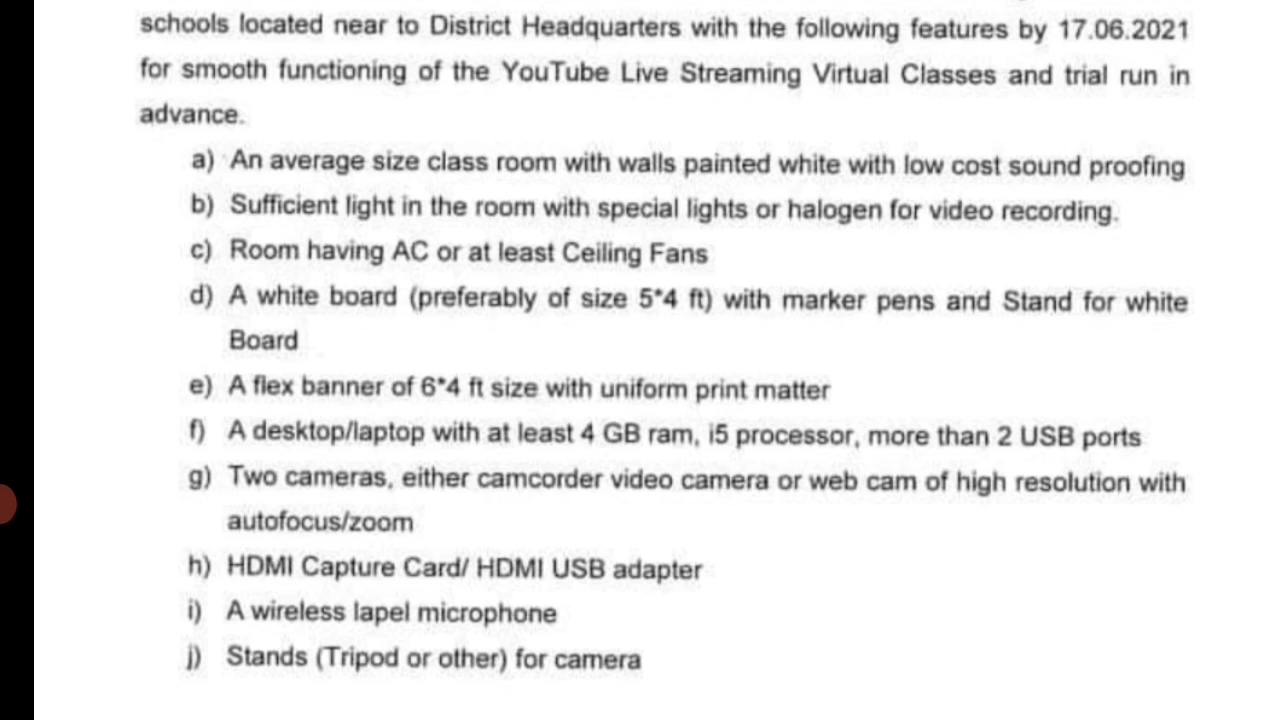 schools located near to District Headquarters with the following features by 17.06.2021
for smooth functioning of the YouTube Live Streaming Virtual Classes and trial run in
advance.
a) An average size class room with walls painted white with low cost sound proofing
b) Sufficient light in the room with special lights or halogen for video recording.
c) Room having AC or at least Ceiling Fans
d) A white board (preferably of size 5*4 ft) with marker pens and Stand for white
Board
e) A flex banner of 6*4 ft size with uniform print matter
f) A desktop/laptop with at least 4 GB ram, i5 processor, more than 2 USB ports
g) Two cameras, either camcorder video camera or web cam of high resolution with
autofocus/zoom
h) HDMI Capture Card/ HDMI USB adapter
i) A wireless lapel microphone
j) Stands (Tripod or other) for camera